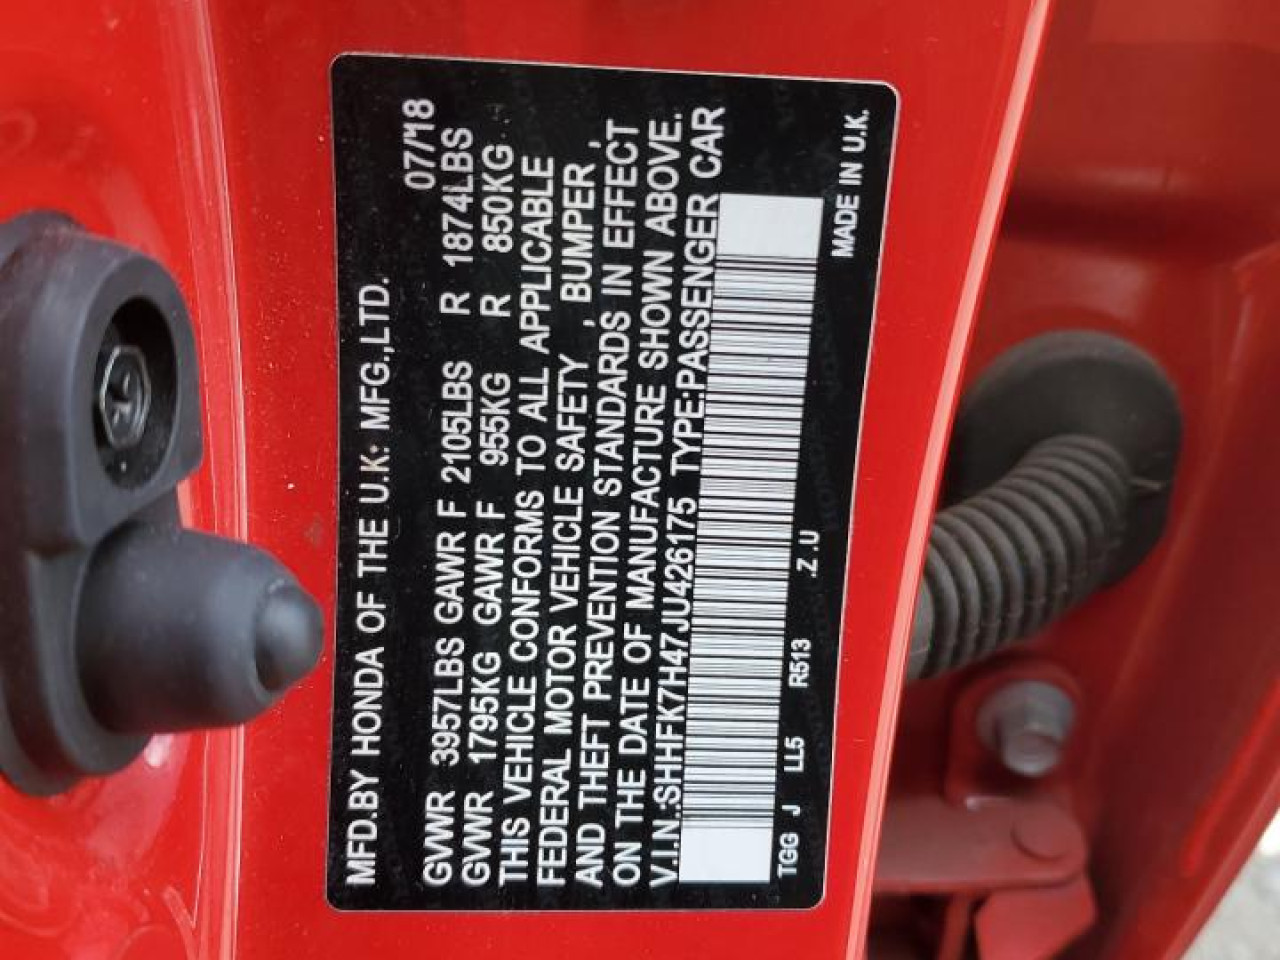 MFD.BY HONDA OF THE U.K. MFG.,LTD. 07/18
GVWR 3957LBS GAWR F 2105LBS R 1874LBS
GVWR 1795KG GAWR F 955KG R 850KG
THIS VEHICLE CONFORMS TO ALL APPLICABLE
FEDERAL MOTOR VEHICLE SAFETY , BUMPER ,
AND THEFT PREVENTION STANDARDS IN EFFECT
ON THE DATE OF MANUFACTURE SHOWN ABOVE.
V.I.N.:SHHFK7H47JU426175 TYPE:PASSENGER CAR
TGG J LL5 R513 .Z.U
MADE IN U.K.